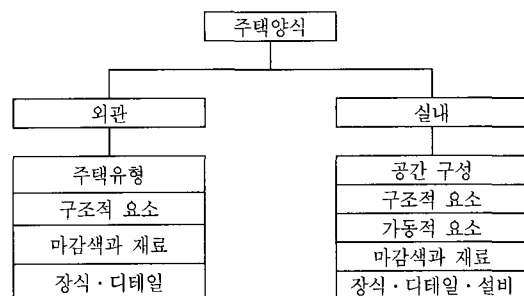 주택양식
외관
실내
주택유형
구조적 요소
마감색과 재료
장식·디테일
공간 구성
구조적 요소
가동적 요소
마감색과 재료
장식·디테일·설비